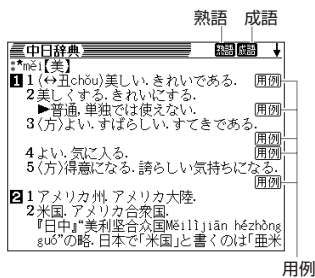 熟語 成語
中日辞典 熟語 成語
:*měi【美】
1 1〈↔丑chǒu〉美しい. きれいである. 用例
2 美しくする. きれいにする.
▶普通, 単独では使えない. 用例
3〈方〉よい. すばらしい. すてきである.
用例
4 よい. 気に入る. 用例
5〈方〉得意になる. 誇らしい気持ちになる.
用例
2 1 アメリカ州. アメリカ大陸.
2 米国. アメリカ合衆国.
『日中』“美利坚合众国Měilìjiān hézhòng
guó”の略. 日本で「米国」と書くのは「亜米
用例